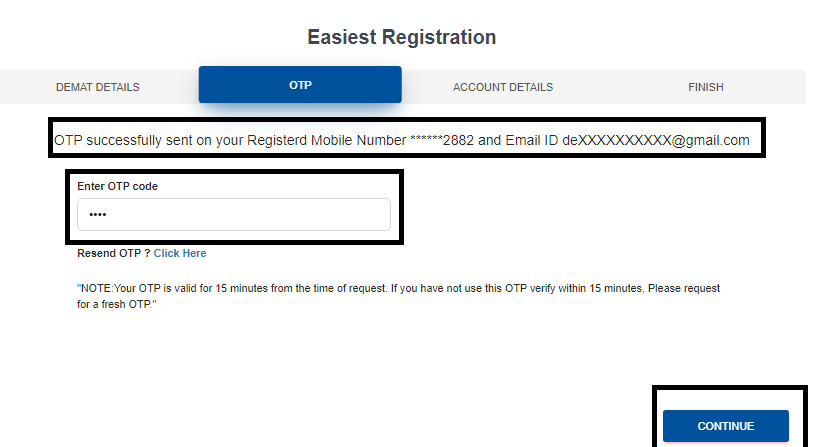 Easiest Registration
DEMAT DETAILS OTP ACCOUNT DETAILS FINISH
OTP successfully sent on your Registerd Mobile Number ******2882 and Email ID deXXXXXXXXXX@gmail.com
Enter OTP code
••••
Resend OTP ? Click Here
"NOTE:Your OTP is valid for 15 minutes from the time of request. If you have not use this OTP verify within 15 minutes, Please request
for a fresh OTP."
CONTINUE